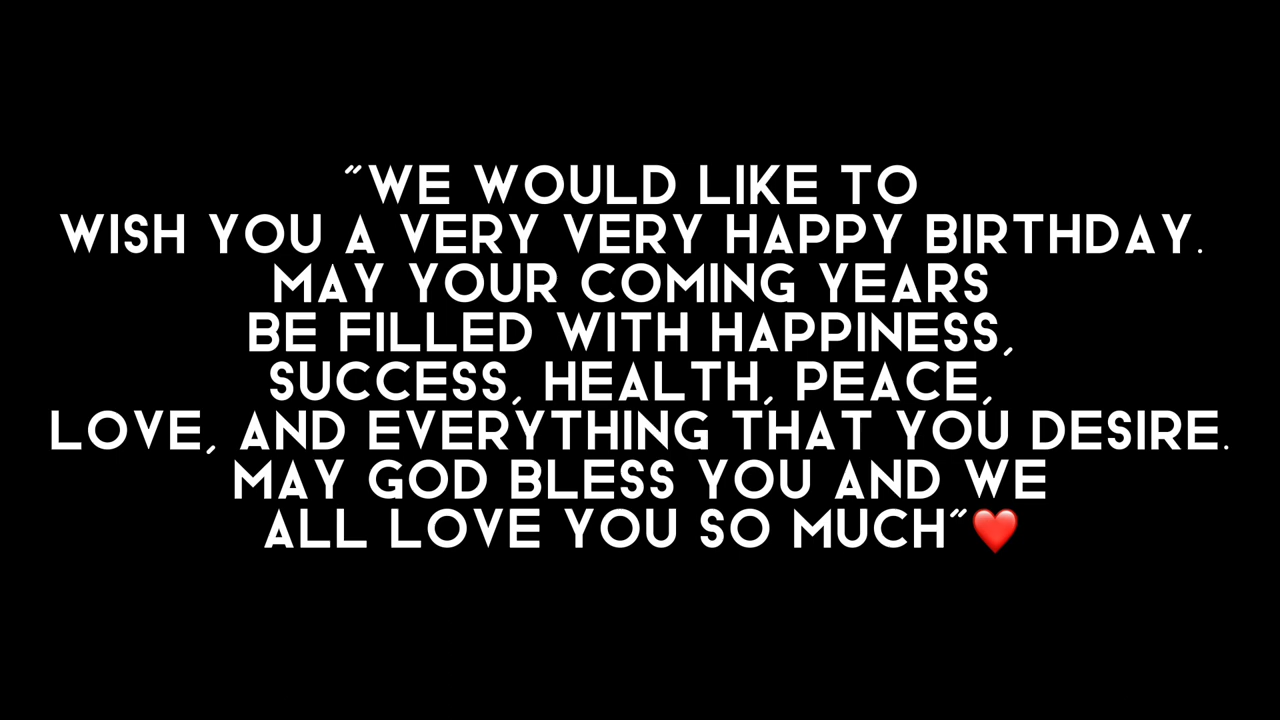 "WE WOULD LIKE TO
WISH YOU A VERY VERY HAPPY BIRTHDAY.
MAY YOUR COMING YEARS
BE FILLED WITH HAPPINESS,
SUCCESS, HEALTH, PEACE,
LOVE, AND EVERYTHING THAT YOU DESIRE.
MAY GOD BLESS YOU AND WE
ALL LOVE YOU SO MUCH"❤️